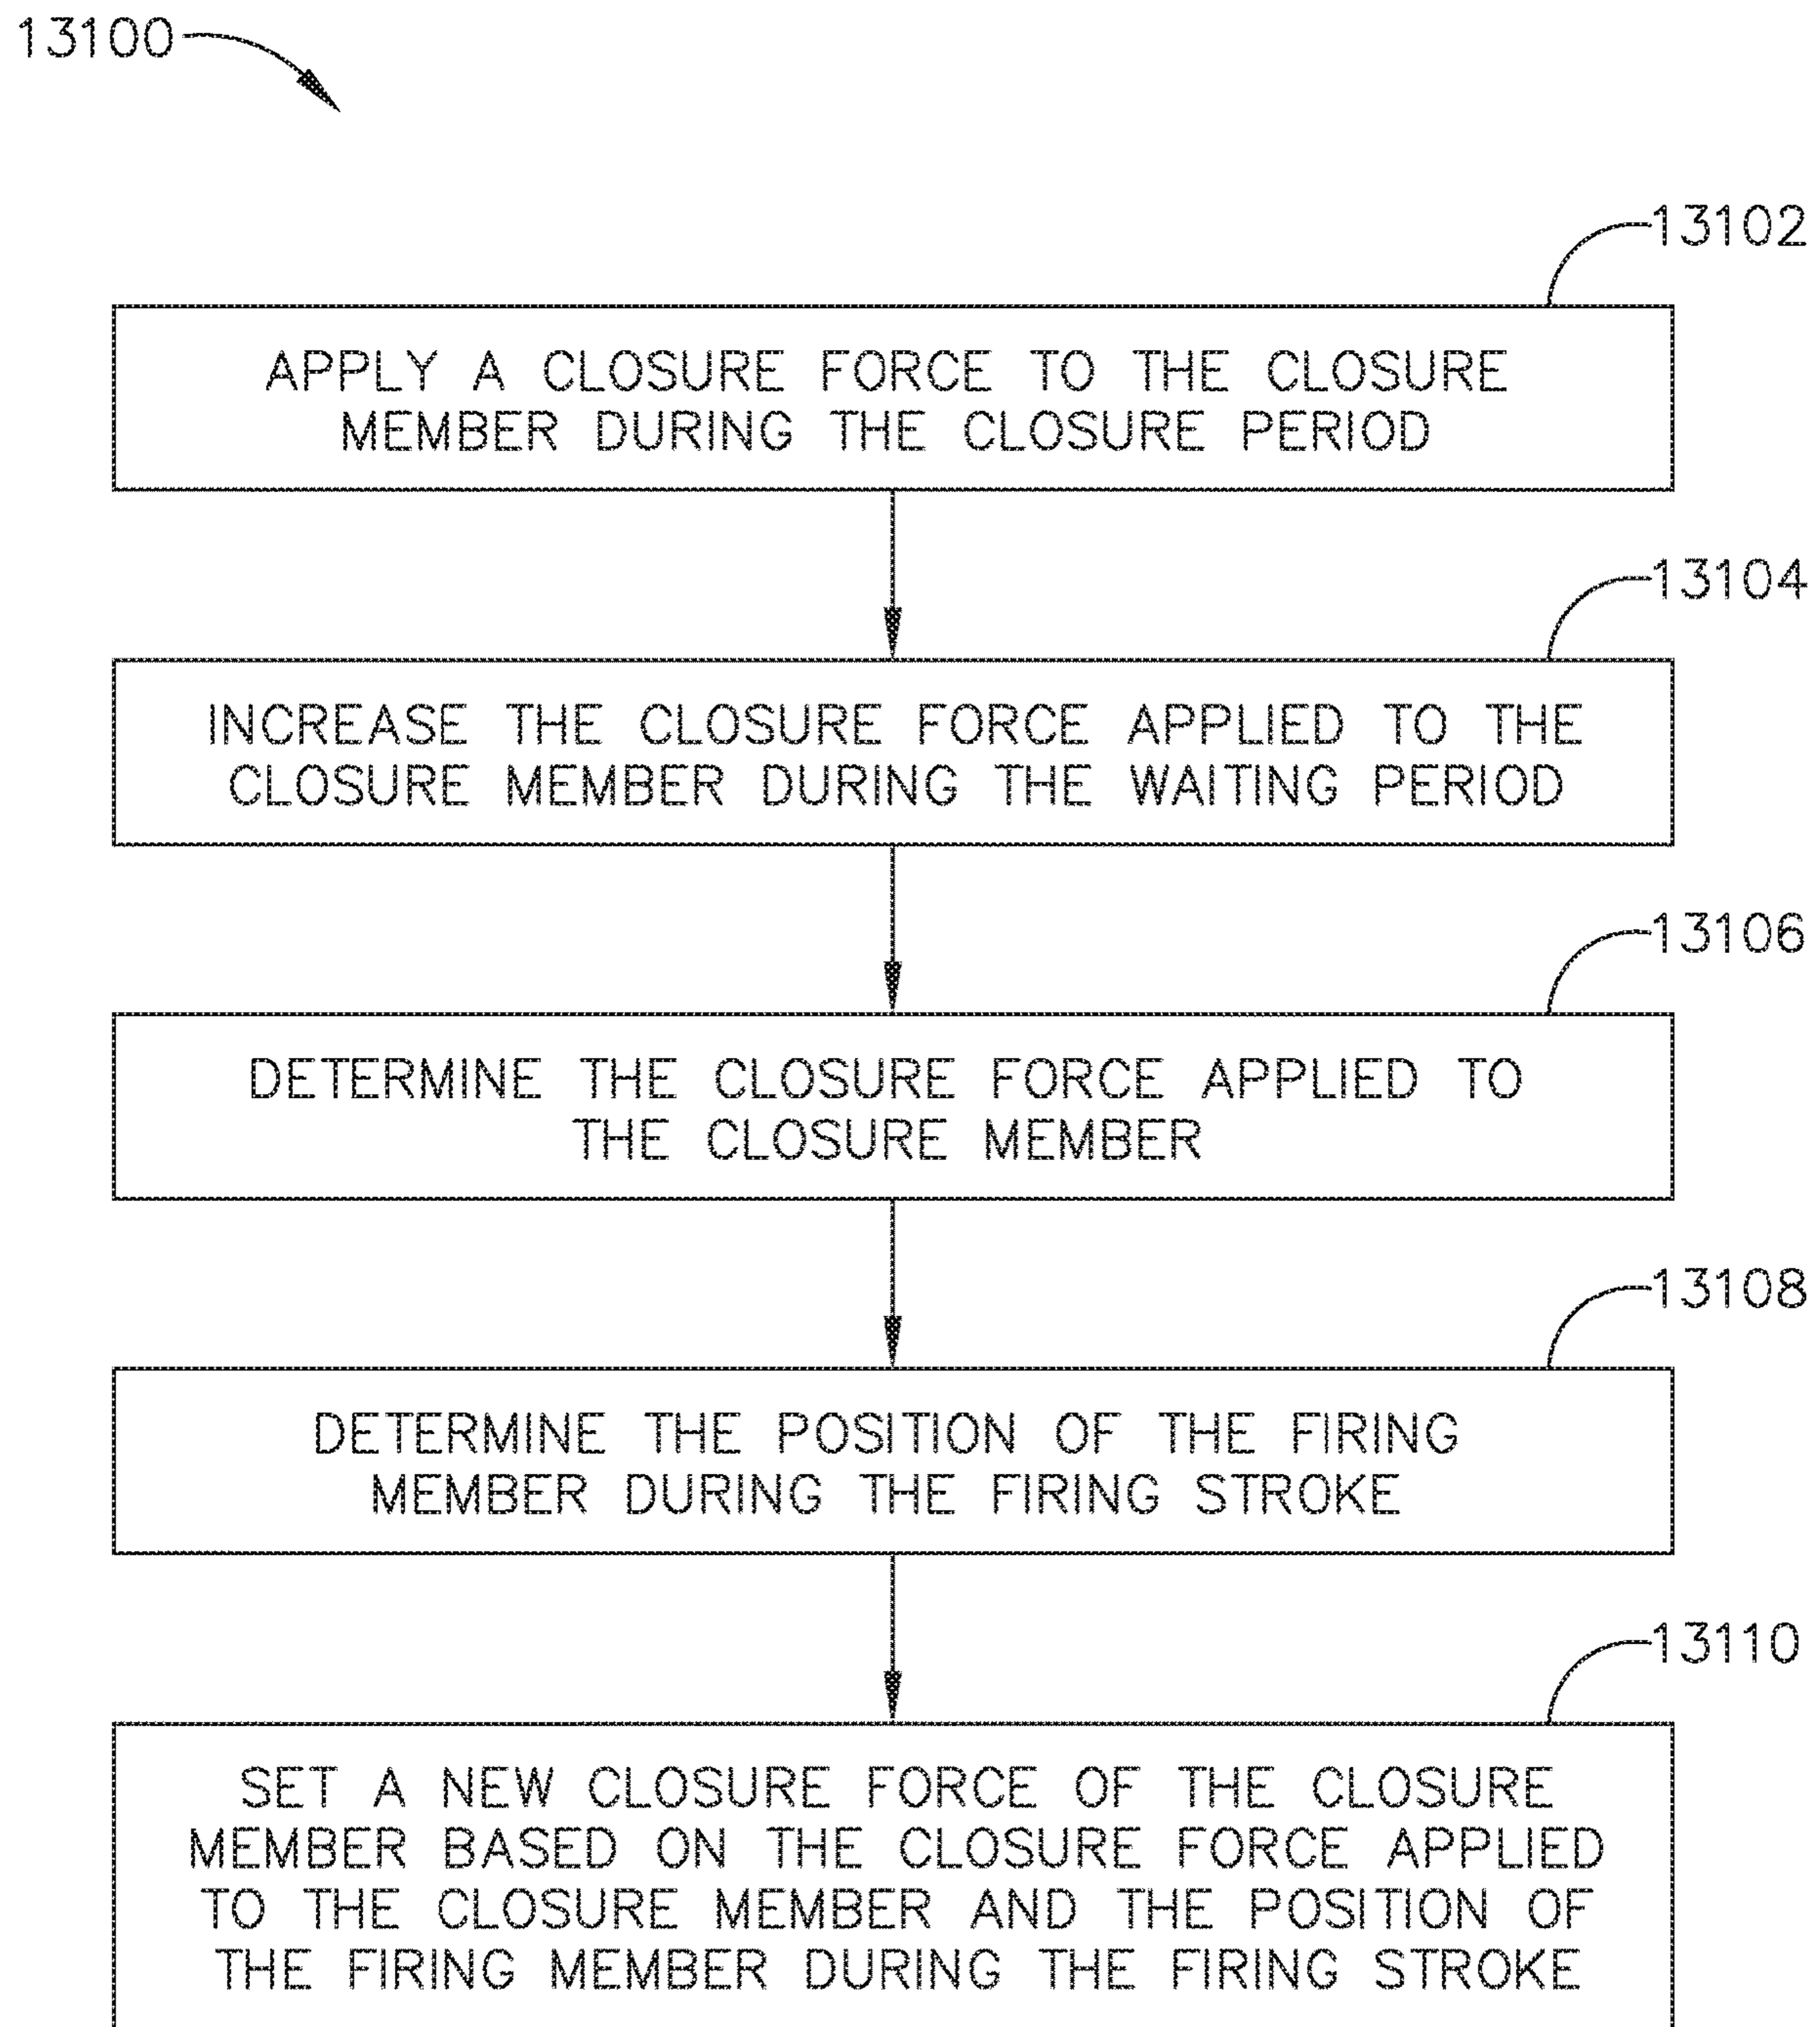 13100
13102
APPLY A CLOSURE FORCE TO THE CLOSURE
MEMBER DURING THE CLOSURE PERIOD
13104
INCREASE THE CLOSURE FORCE APPLIED TO THE
CLOSURE MEMBER DURING THE WAITING PERIOD
13106
DETERMINE THE CLOSURE FORCE APPLIED TO
THE CLOSURE MEMBER
13108
DETERMINE THE POSITION OF THE FIRING
MEMBER DURING THE FIRING STROKE
13110
SET A NEW CLOSURE FORCE OF THE CLOSURE
MEMBER BASED ON THE CLOSURE FORCE APPLIED
TO THE CLOSURE MEMBER AND THE POSITION OF
THE FIRING MEMBER DURING THE FIRING STROKE